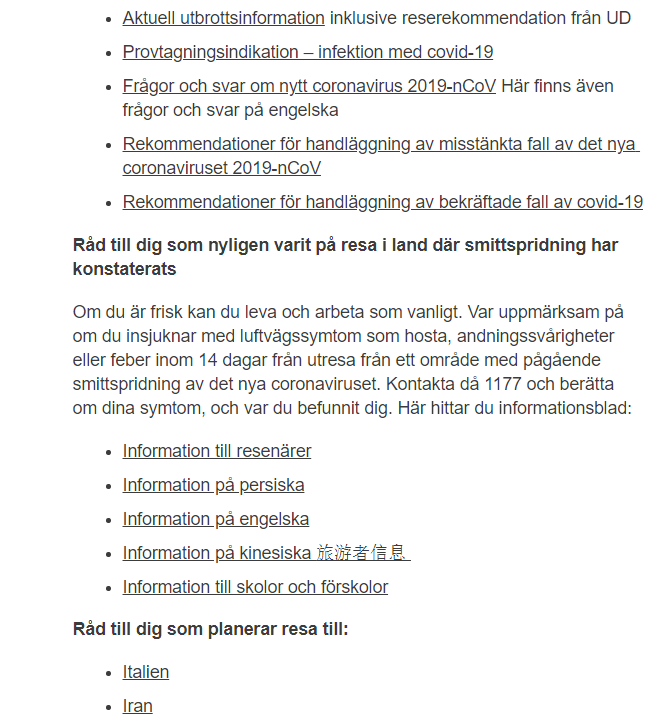 Aktuell utbrottsinformation inklusive reserekommendation från UD
Provtagningsindikation – infektion med covid-19
Frågor och svar om nytt coronavirus 2019-nCoV Här finns även
frågor och svar på engelska
Rekommendationer för handläggning av misstänkta fall av det nya
coronaviruset 2019-nCoV
Rekommendationer för handläggning av bekräftade fall av covid-19
Råd till dig som nyligen varit på resa i land där smittspridning har
konstaterats
Om du är frisk kan du leva och arbeta som vanligt. Var uppmärksam på
om du insjuknar med luftvägssymtom som hosta, andningssvårigheter
eller feber inom 14 dagar från utresa från ett område med pågående
smittspridning av det nya coronaviruset. Kontakta då 1177 och berätta
om dina symtom, och var du befunnit dig. Här hittar du informationsblad:
Information till resenärer
Information på persiska
Information på engelska
Information på kinesiska 旅游者信息
Information till skolor och förskolor
Råd till dig som planerar resa till:
Italien
Iran